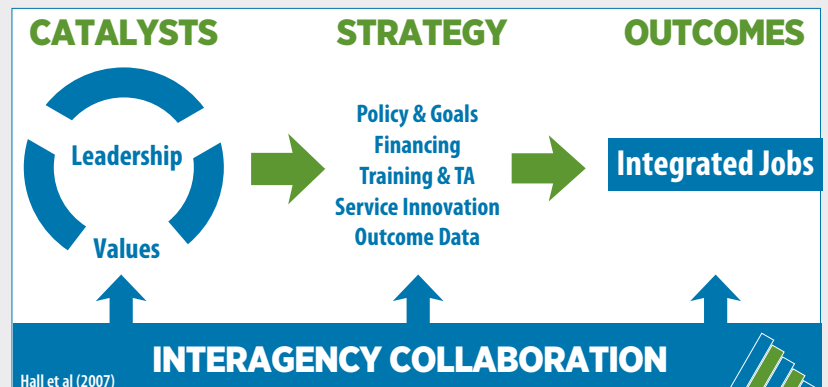 CATALYSTS
Leadership
Values
STRATEGY
Policy & Goals
Financing
Training & TA
Service Innovation
Outcome Data
OUTCOMES
Integrated Jobs
INTERAGENCY COLLABORATION
Hall et al (2007)